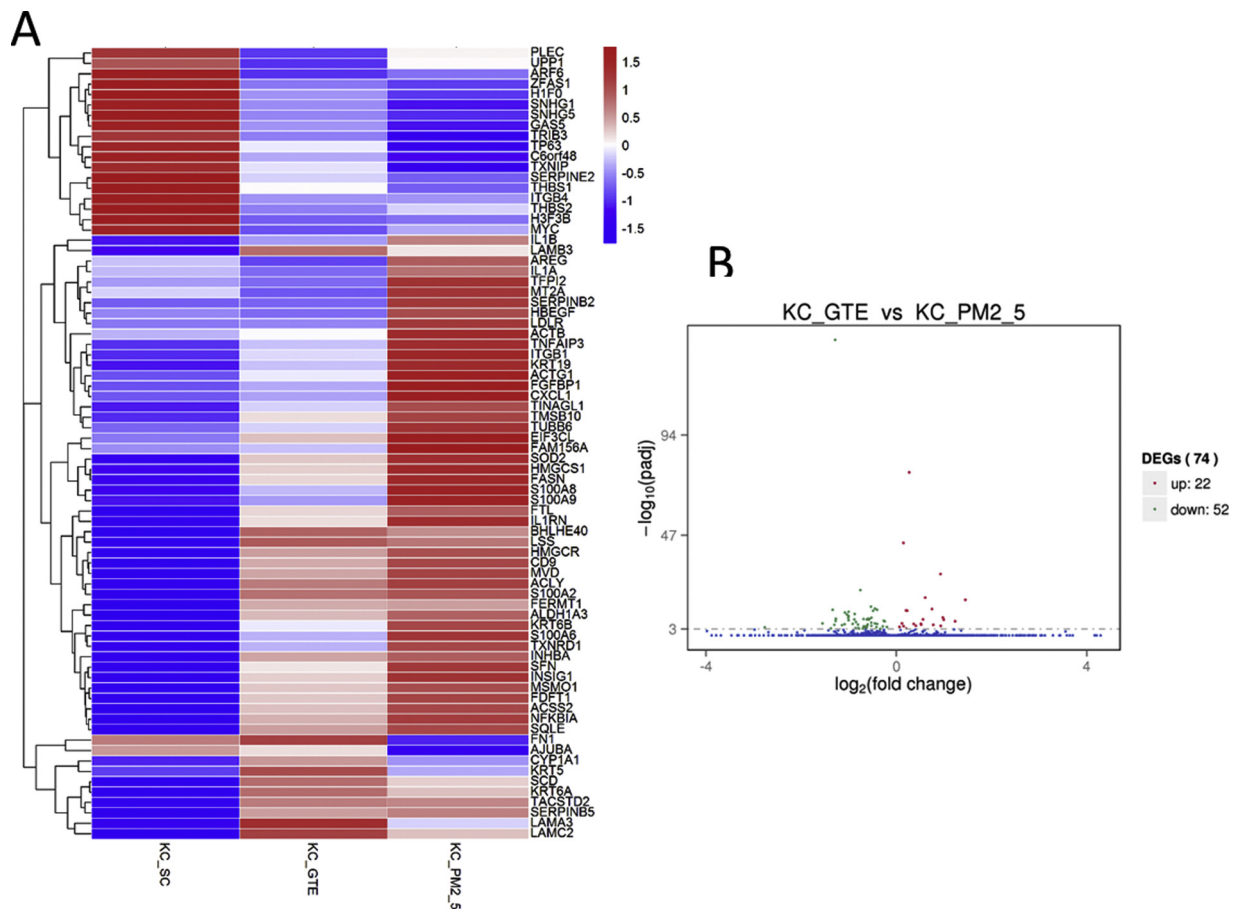 A
PLEC
UPP1
ARF6
ZFAS1
H1F0
SNHG1
SNHG5
GAS5
TRIB3
TP63
C6orf48
TXNIP
SERPINE2
THBS1
ITGB4
THBS2
H3F3B
MYC
IL1B
LAMB3
AREG
IL1A
TFPI2
MT2A
SERPINB2
HBEGF
LDLR
ACTB
TNFAIP3
ITGB1
KRT19
ACTG1
FGFBP1
CXCL1
TINAGL1
TMSB10
TUBB6
EIF3CL
FAM156A
SOD2
HMGCS1
FASN
S100A8
S100A9
FTL
IL1RN
BHLHE40
LSS
HMGCR
CD9
MVD
ACLY
S100A2
FERMT1
ALDH1A3
KRT6B
S100A6
TXNRD1
INHBA
SFN
INSIG1
MSMO1
FDFT1
ACSS2
NFKBIA
SQLE
FN1
AJUBA
CYP1A1
KRT5
SCD
KRT6A
TACSTD2
SERPINB5
LAMA3
LAMC2
KC_SC
KC_GTE
KC_PM2_5
1.5
1
0.5
0
-0.5
-1
-1.5
B
KC_GTE vs KC_PM2_5
-log10(padj)
94
47
3
-4
0
4
log2(fold change)
DEGs ( 74 )
up: 22
down: 52